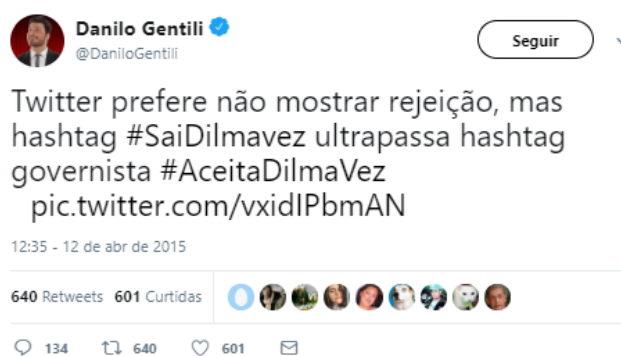 Danilo Gentili
@DaniloGentili
Seguir
Twitter prefere não mostrar rejeição, mas
hashtag #SaiDilmavez ultrapassa hashtag
governista #AceitaDilmaVez
pic.twitter.com/vxidIPbmAN
12:35 - 12 de abr de 2015
640 Retweets 601 Curtidas
134 640 601